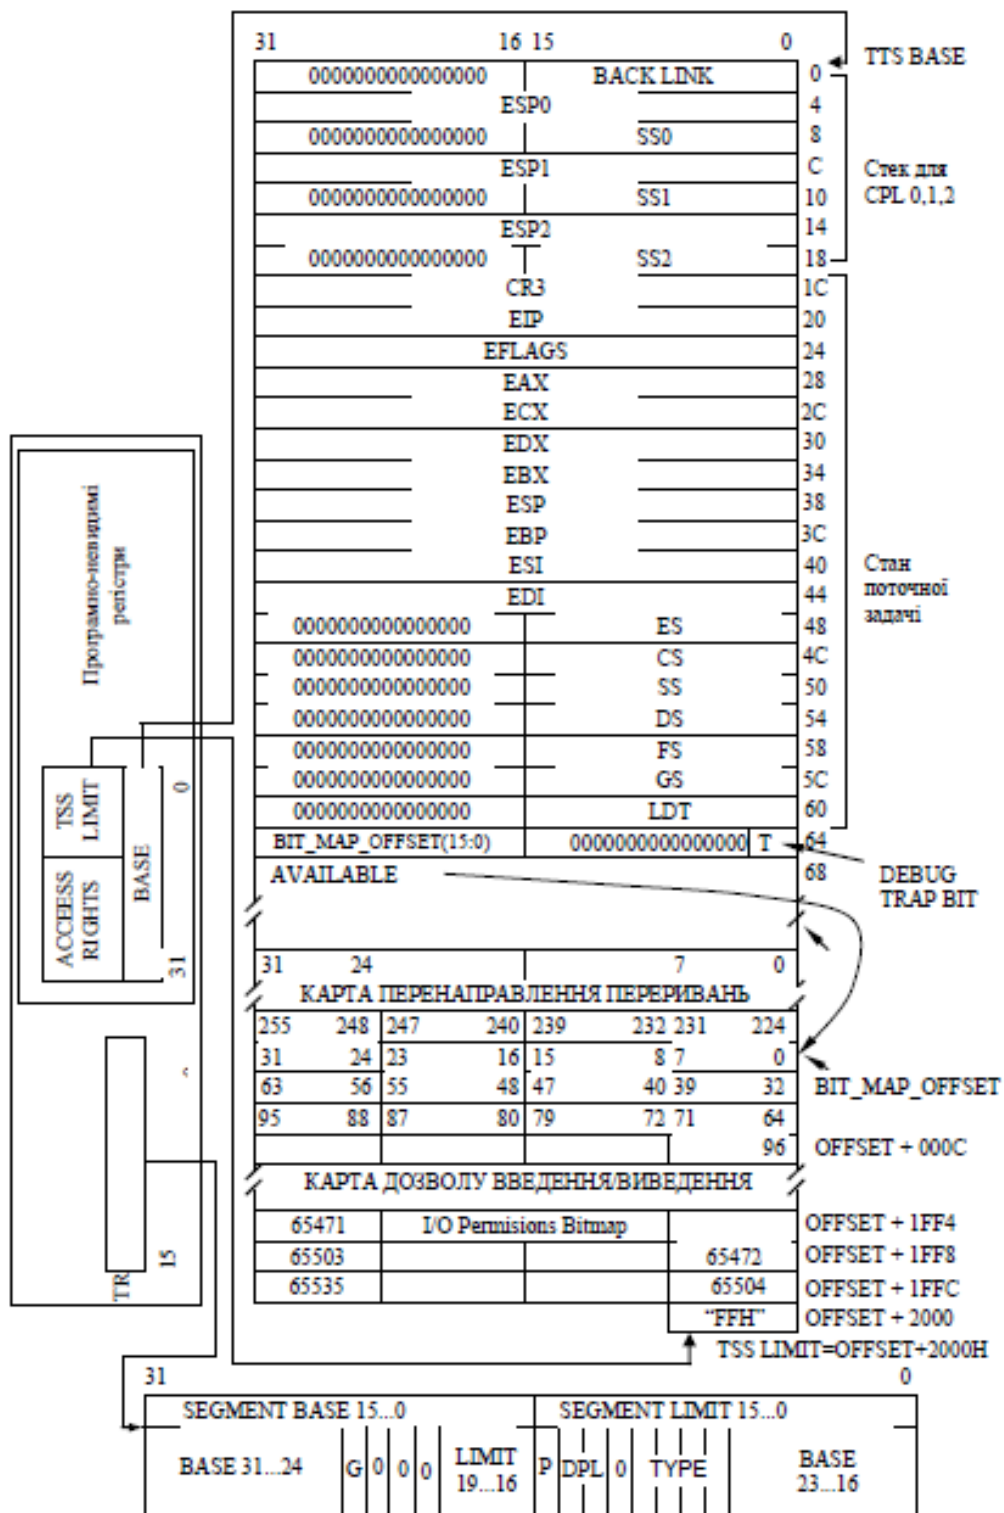 31 16 15 0
TTS BASE
0000000000000000 BACK LINK 0
ESP0 4
0000000000000000 SS0 8
ESP1 C
Стек для
CPL 0,1,2
0000000000000000 SS1 10
ESP2 14
0000000000000000 SS2 18
CR3 1C
EIP 20
EFLAGS 24
EAX 28
ECX 2C
EDX 30
EBX 34
ESP 38
EBP 3C
ESI 40
EDI 44
Стан
поточної
задачі
0000000000000000 ES 48
0000000000000000 CS 4C
0000000000000000 SS 50
0000000000000000 DS 54
0000000000000000 FS 58
0000000000000000 GS 5C
0000000000000000 LDT 60
BIT_MAP_OFFSET(15:0) 0000000000000000 T 64
AVAILABLE 68
DEBUG
TRAP BIT
31 24 7 0
КАРТА ПЕРЕНАПРАВЛЕННЯ ПЕРЕРИВАНЬ
255 248 247 240 239 232 231 224
31 24 23 16 15 8 7 0
BIT_MAP_OFFSET
63 56 55 48 47 40 39 32
95 88 87 80 79 72 71 64
96 OFFSET + 000C
КАРТА ДОЗВОЛУ ВВЕДЕННЯ/ВИВЕДЕННЯ
65471 I/O Permisions Bitmap OFFSET + 1FF4
65503 65472 OFFSET + 1FF8
65535 65504 OFFSET + 1FFC
"FFH" OFFSET + 2000
TSS LIMIT=OFFSET+2000H
Програмно-невидимі
регістри
TSS
LIMIT
ACCEESS
RIGHTS
BASE
0
31
TR
15
31 0
SEGMENT BASE 15...0 SEGMENT LIMIT 15...0
BASE 31...24 G 0 0 0 LIMIT
19...16 P DPL 0 TYPE BASE
23...16